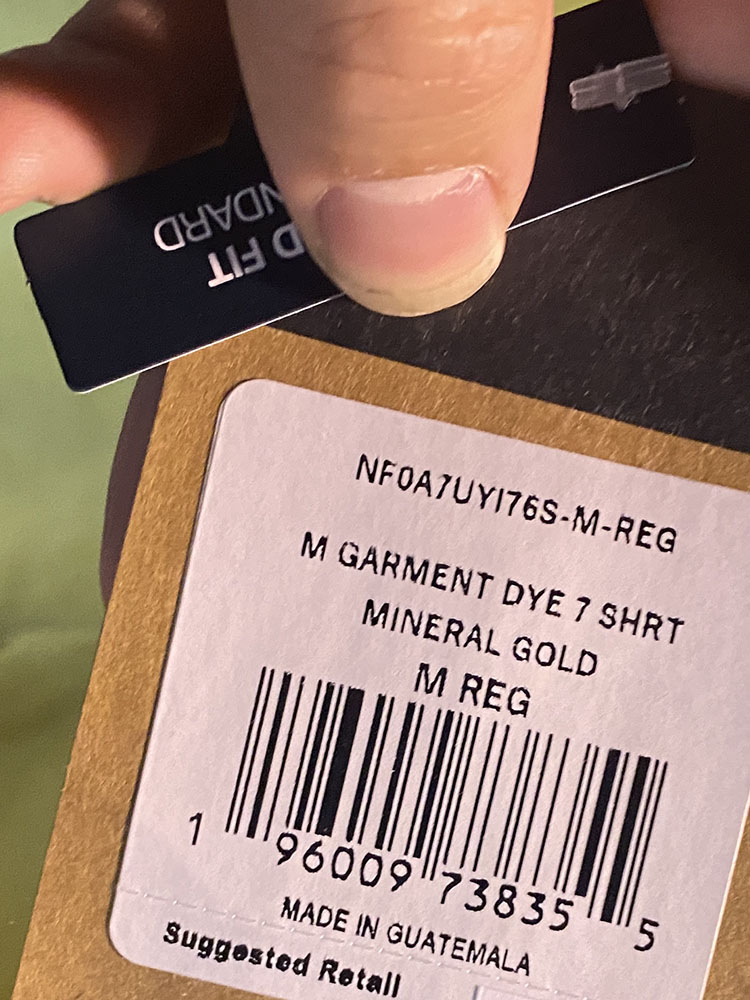 FIT
NF0A7UYI76S-M-REG
M GARMENT DYE 7 SHRT
MINERAL GOLD
M REG
1 96009 73835 5
MADE IN GUATEMALA
Suggested Retail